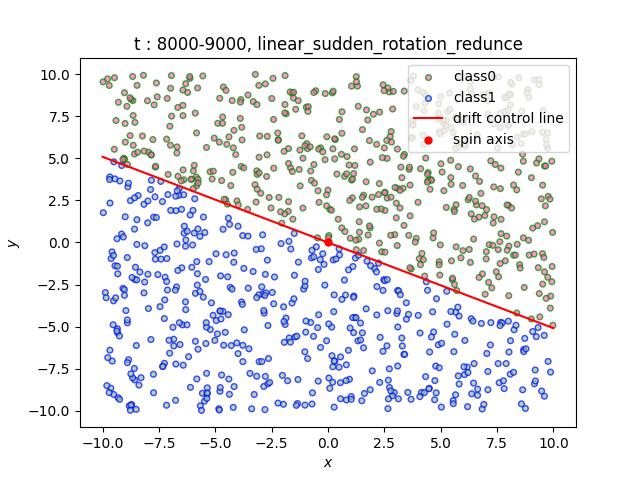 t : 8000-9000, linear_sudden_rotation_redunce
class0
class1
drift control line
spin axis
10.0
7.5
5.0
2.5
0.0
−2.5
−5.0
−7.5
−10.0
y
−10.0 −7.5 −5.0 −2.5 0.0 2.5 5.0 7.5 10.0
x